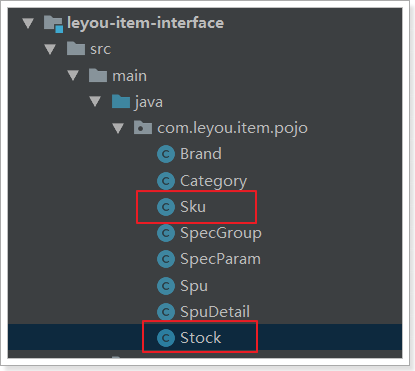 leyou-item-interface
src
main
java
com.leyou.item.pojo
Brand
Category
Sku
SpecGroup
SpecParam
Spu
SpuDetail
Stock